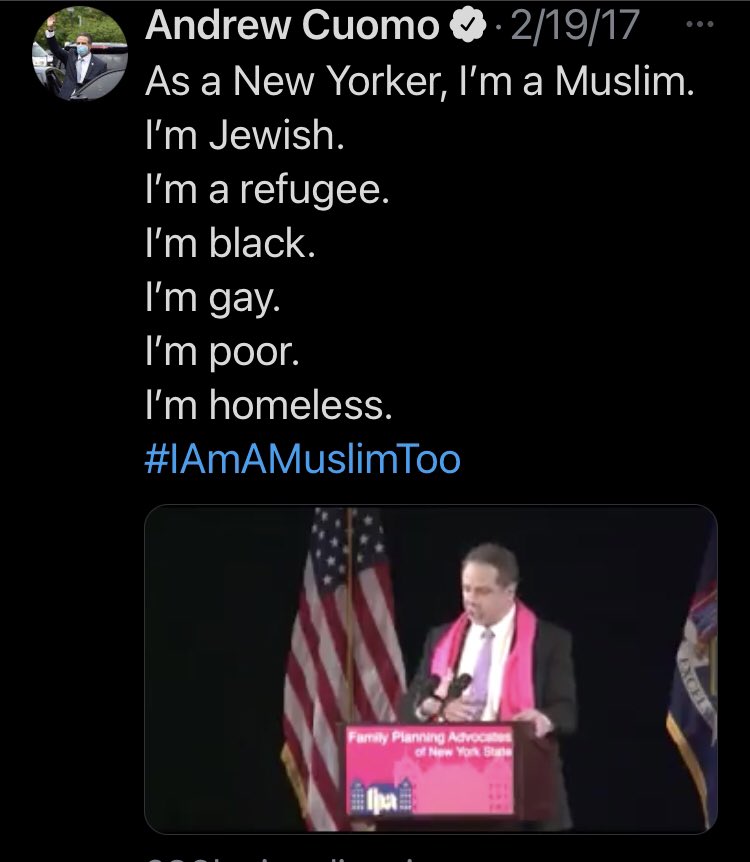 Andrew Cuomo · 2/19/17 ...
As a New Yorker, I'm a Muslim.
I'm Jewish.
I'm a refugee.
I'm black.
I'm gay.
I'm poor.
I'm homeless.
#IAmAMuslimToo
Family Planning Advocates
of New York State
fpa